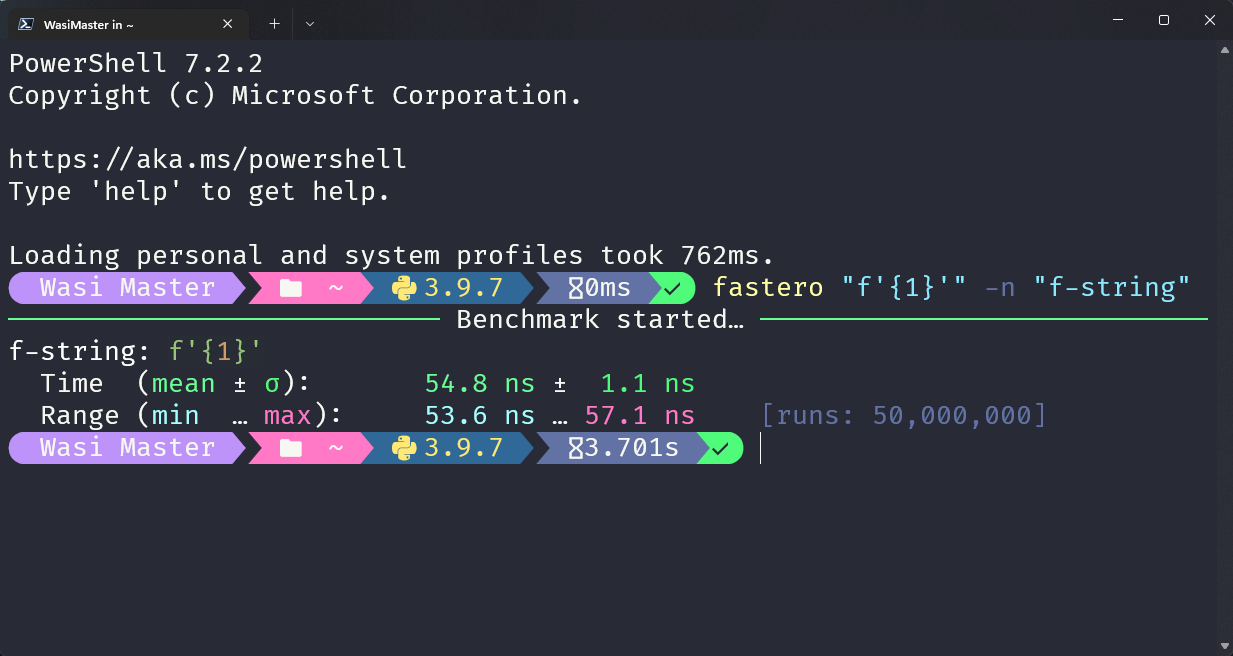 WasiMaster in ~
PowerShell 7.2.2
Copyright (c) Microsoft Corporation.
https://aka.ms/powershell
Type 'help' to get help.
Loading personal and system profiles took 762ms.
Wasi Master ~ 3.9.7 0ms fastero "f'{1}'" -n "f-string"
Benchmark started…
f-string: f'{1}'
Time (mean ± σ): 54.8 ns ± 1.1 ns
Range (min … max): 53.6 ns … 57.1 ns [runs: 50,000,000]
Wasi Master ~ 3.9.7 3.701s